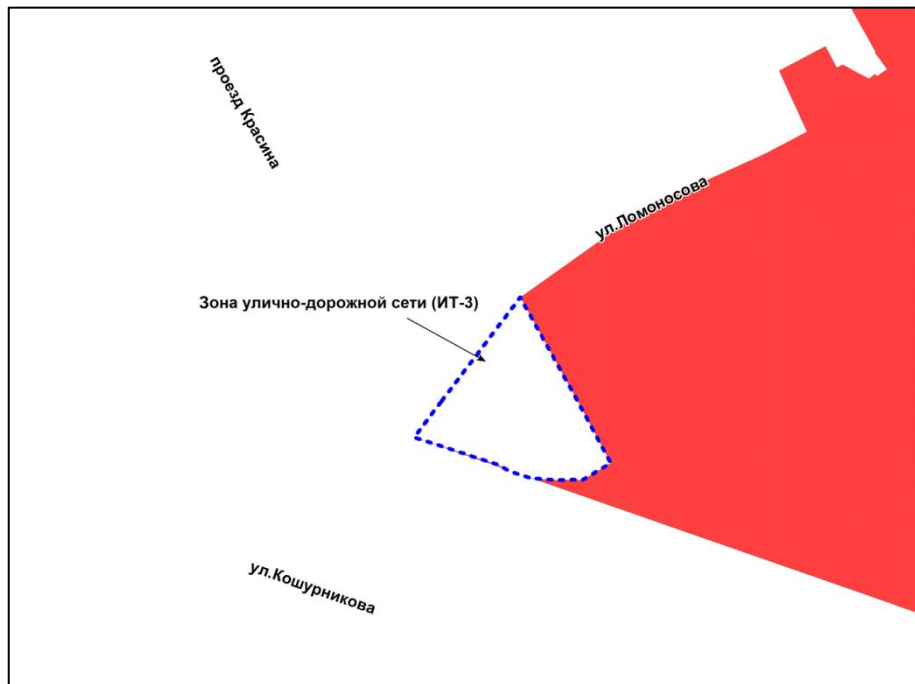 проезд Красина
ул.Ломоносова
Зона улично-дорожной сети (ИТ-3)
ул.Кошурникова